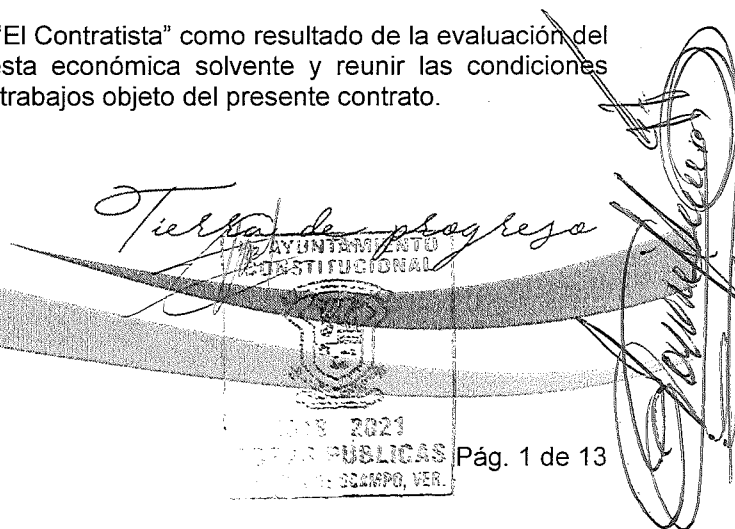 "El Contratista" como resultado de la evaluación del
esta económica solvente y reunir las condiciones
trabajos objeto del presente contrato.
Tierra de progreso
AYUNTAMIENTO
CONSTITUCIONAL
2021
PÚBLICAS
OCAMPO, VER.
Pág. 1 de 13